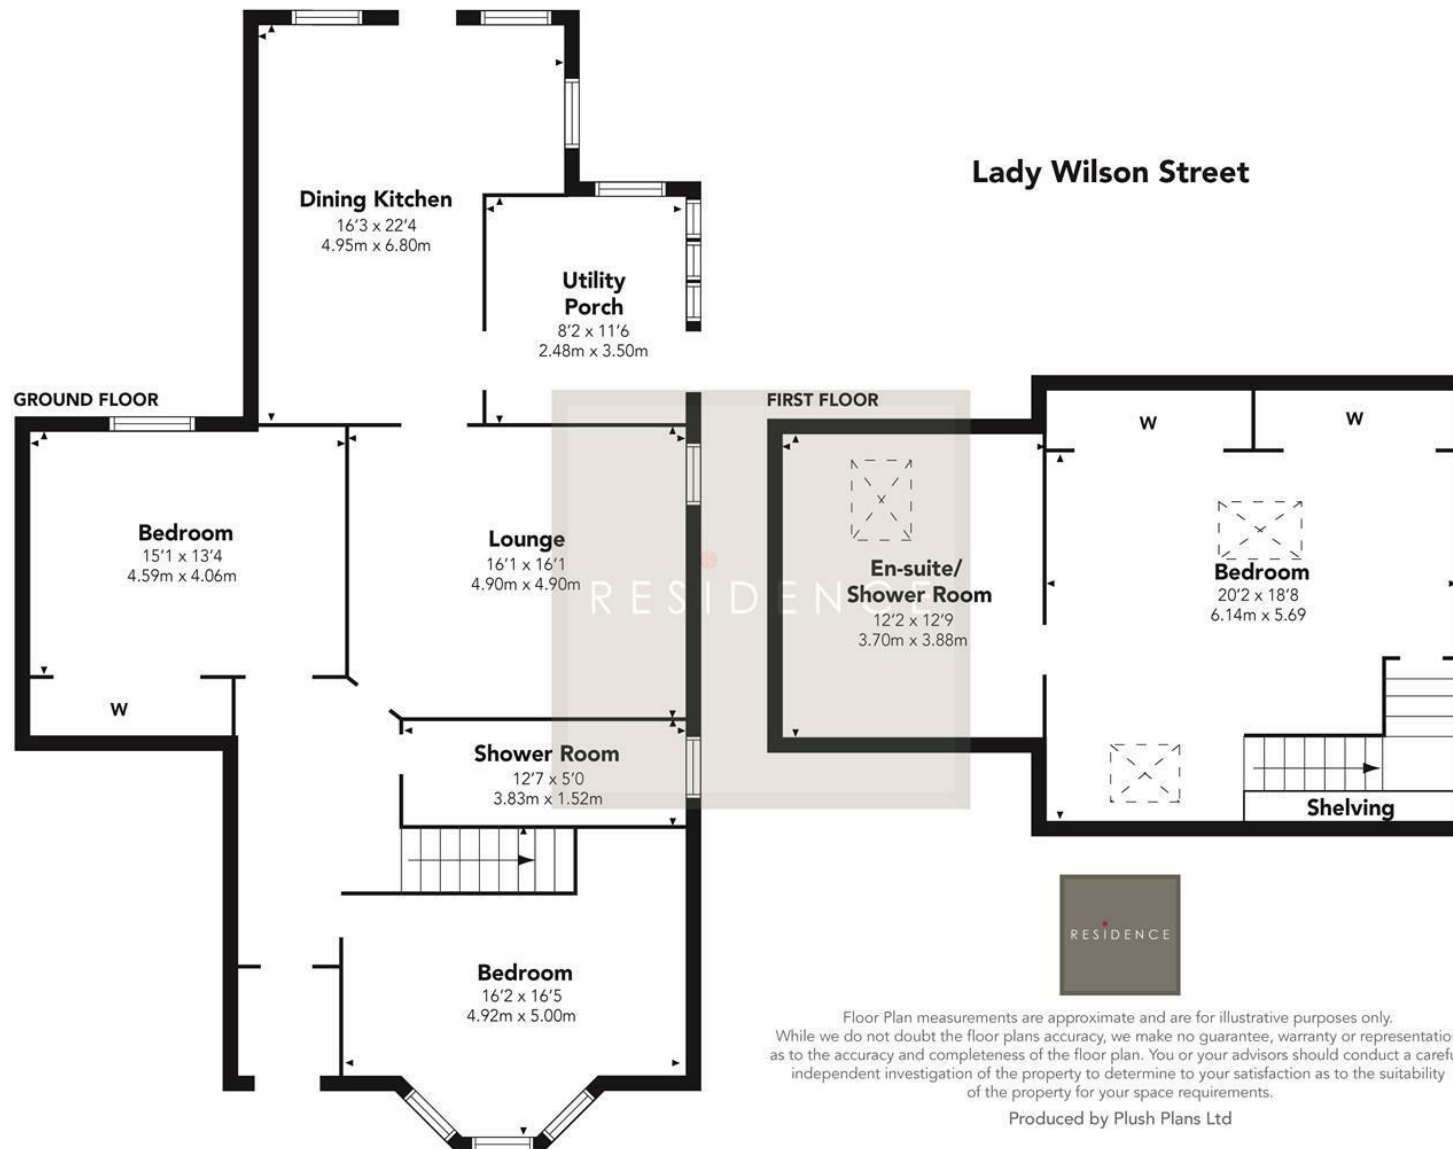 Lady Wilson Street
GROUND FLOOR
Dining Kitchen
16'3 x 22'4
4.95m x 6.80m
Utility
Porch
8'2 x 11'6
2.48m x 3.50m
Bedroom
15'1 x 13'4
4.59m x 4.06m
W
Lounge
16'1 x 16'1
4.90m x 4.90m
Shower Room
12'7 x 5'0
3.83m x 1.52m
Bedroom
16'2 x 16'5
4.92m x 5.00m
RESIDENCE
FIRST FLOOR
W
W
En-suite/
Shower Room
12'2 x 12'9
3.70m x 3.88m
Bedroom
20'2 x 18'8
6.14m x 5.69
Shelving
RESIDENCE
Floor Plan measurements are approximate and are for illustrative purposes only.
While we do not doubt the floor plans accuracy, we make no guarantee, warranty or representatio
as to the accuracy and completeness of the floor plan. You or your advisors should conduct a carefu
independent investigation of the property to determine to your satisfaction as to the suitability
of the property for your space requirements.
Produced by Plush Plans Ltd